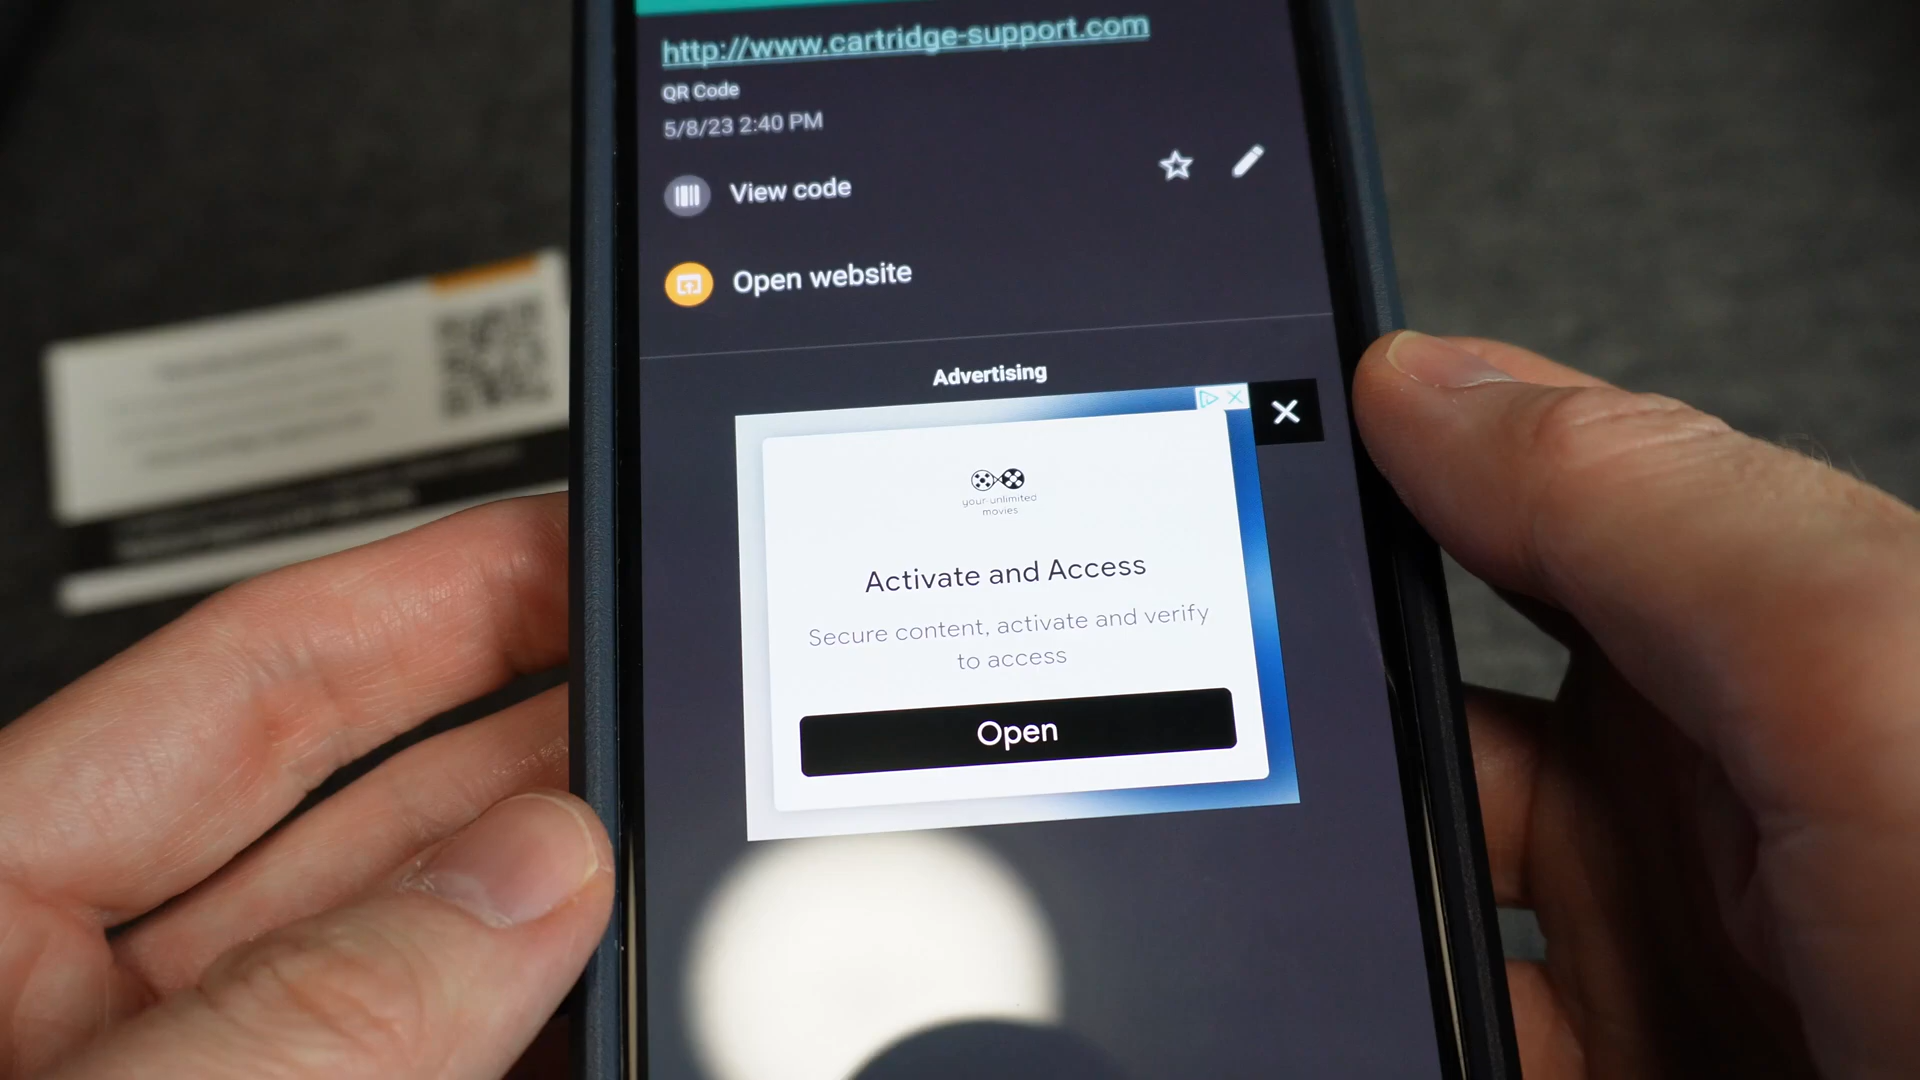 http://www.cartridge-support.com
QR Code
5/8/23 2:40 PM
View code
Open website
Advertising
your unlimited
movies
Activate and Access
Secure content, activate and verify
to access
Open